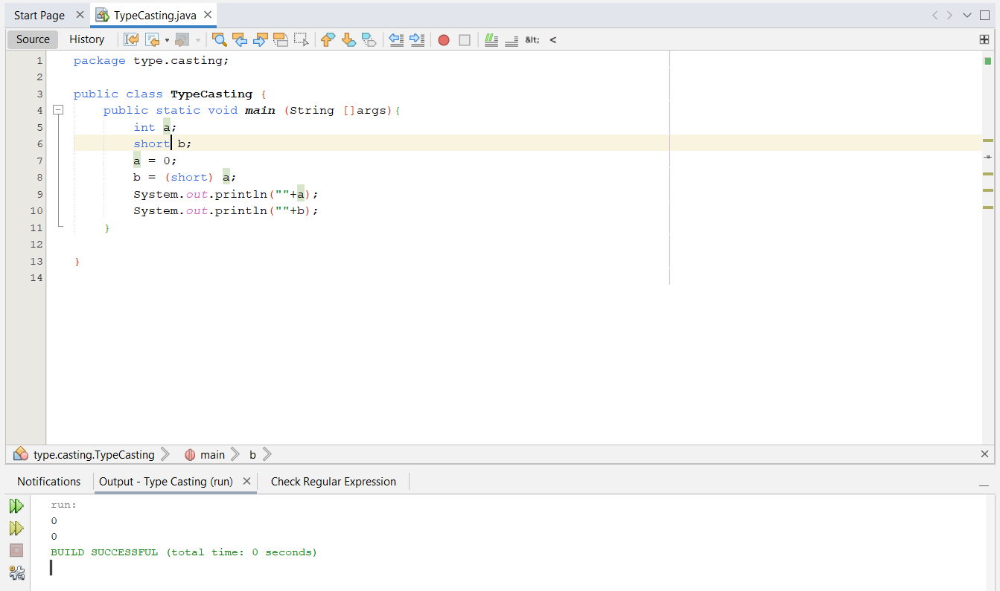 Start Page TypeCasting.java
Source History &lt; <
1 package type.casting;
2
3 public class TypeCasting {
4 public static void main (String []args){
5 int a;
6 short b;
7 a = 0;
8 b = (short) a;
9 System.out.println(""+a);
10 System.out.println(""+b);
11 }
12
13 }
14
type.casting.TypeCasting main b
Notifications Output - Type Casting (run) Check Regular Expression
run:
0
0
BUILD SUCCESSFUL (total time: 0 seconds)